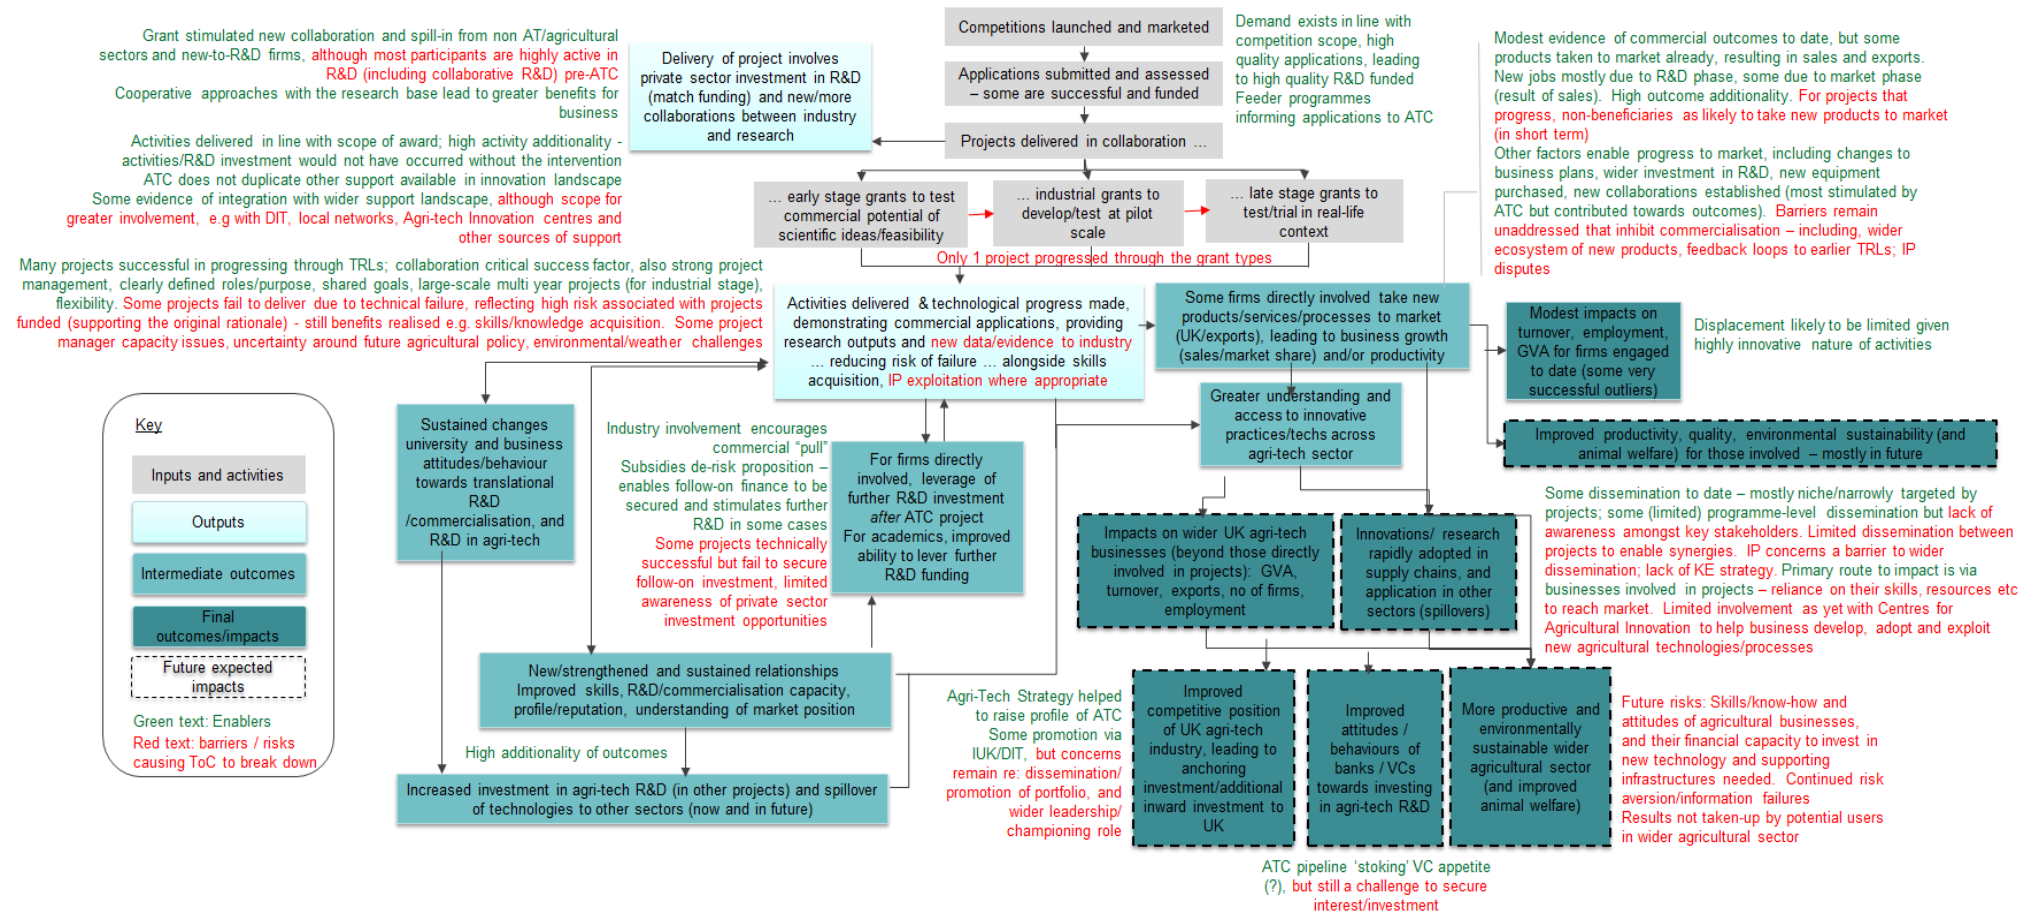 Grant stimulated new collaboration and spill-in from non AT/agricultural
sectors and new-to-R&D firms, although most participants are highly active in
R&D (including collaborative R&D) pre-ATC
Cooperative approaches with the research base lead to greater benefits for
business
Activities delivered in line with scope of award; high activity additionality -
activities/R&D investment would not have occurred without the intervention
ATC does not duplicate other support available in innovation landscape
Some evidence of integration with wider support landscape, although scope for
greater involvement, e.g with DIT, local networks, Agri-tech Innovation centres and
other sources of support
Delivery of project involves
private sector investment in R&D
(match funding) and new/more
collaborations between industry
and research
Competitions launched and marketed
Applications submitted and assessed
– some are successful and funded
Projects delivered in collaboration ...
Demand exists in line with
competition scope, high
quality applications, leading
to high quality R&D funded
Feeder programmes
informing applications to ATC
Modest evidence of commercial outcomes to date, but some
products taken to market already, resulting in sales and exports.
New jobs mostly due to R&D phase, some due to market phase
(result of sales). High outcome additionality. For projects that
progress, non-beneficiaries as likely to take new products to market
(in short term)
Other factors enable progress to market, including changes to
business plans, wider investment in R&D, new equipment
purchased, new collaborations established (most stimulated by
ATC but contributed towards outcomes). Barriers remain
unaddressed that inhibit commercialisation – including, wider
ecosystem of new products, feedback loops to earlier TRLs; IP
disputes
... early stage grants to test
commercial potential of
scientific ideas/feasibility
... industrial grants to
develop/test at pilot
scale
... late stage grants to
test/trial in real-life
context
Only 1 project progressed through the grant types
Many projects successful in progressing through TRLs; collaboration critical success factor, also strong project
management, clearly defined roles/purpose, shared goals, large-scale multi year projects (for industrial stage),
flexibility. Some projects fail to deliver due to technical failure, reflecting high risk associated with projects
funded (supporting the original rationale) - still benefits realised e.g. skills/knowledge acquisition. Some project
manager capacity issues, uncertainty around future agricultural policy, environmental/weather challenges
Activities delivered & technological progress made,
demonstrating commercial applications, providing
research outputs and new data/evidence to industry
... reducing risk of failure ... alongside skills
acquisition, IP exploitation where appropriate
Some firms directly involved take new
products/services/processes to market
(UK/exports), leading to business growth
(sales/market share) and/or productivity
Modest impacts on
turnover, employment,
GVA for firms engaged
to date (some very
successful outliers)
Displacement likely to be limited given
highly innovative nature of activities
Key
Inputs and activities
Outputs
Intermediate outcomes
Final
outcomes/impacts
Future expected
impacts
Green text: Enablers
Red text: barriers / risks
causing ToC to break down
Sustained changes
university and business
attitudes/behaviour
towards translational
R&D
/commercialisation, and
R&D in agri-tech
Industry involvement encourages
commercial “pull”
Subsidies de-risk proposition –
enables follow-on finance to be
secured and stimulates further
R&D in some cases
Some projects technically
successful but fail to secure
follow-on investment, limited
awareness of private sector
investment opportunities
For firms directly
involved, leverage of
further R&D investment
after ATC project
For academics, improved
ability to lever further
R&D funding
Greater understanding and
access to innovative
practices/techs across
agri-tech sector
Improved productivity, quality, environmental sustainability (and
animal welfare) for those involved – mostly in future
Impacts on wider UK agri-tech
businesses (beyond those directly
involved in projects): GVA,
turnover, exports, no of firms,
employment
Innovations/ research
rapidly adopted in
supply chains, and
application in other
sectors (spillovers)
Some dissemination to date – mostly niche/narrowly targeted by
projects; some (limited) programme-level dissemination but lack of
awareness amongst key stakeholders. Limited dissemination between
projects to enable synergies. IP concerns a barrier to wider
dissemination; lack of KE strategy. Primary route to impact is via
businesses involved in projects – reliance on their skills, resources etc
to reach market. Limited involvement as yet with Centres for
Agricultural Innovation to help business develop, adopt and exploit
new agricultural technologies/processes
New/strengthened and sustained relationships
Improved skills, R&D/commercialisation capacity,
profile/reputation, understanding of market position
High additionality of outcomes
Increased investment in agri-tech R&D (in other projects) and spillover
of technologies to other sectors (now and in future)
Agri-Tech Strategy helped
to raise profile of ATC
Some promotion via
IUK/DIT, but concerns
remain re: dissemination/
promotion of portfolio, and
wider leadership/
championing role
Improved
competitive position
of UK agri-tech
industry, leading to
anchoring
investment/additional
inward investment to
UK
Improved
attitudes /
behaviours of
banks / VCs
towards investing
in agri-tech R&D
More productive and
environmentally
sustainable wider
agricultural sector
(and improved
animal welfare)
Future risks: Skills/know-how and
attitudes of agricultural businesses,
and their financial capacity to invest in
new technology and supporting
infrastructures needed. Continued risk
aversion/information failures
Results not taken-up by potential users
in wider agricultural sector
ATC pipeline ‘stoking’ VC appetite
(?), but still a challenge to secure
interest/investment